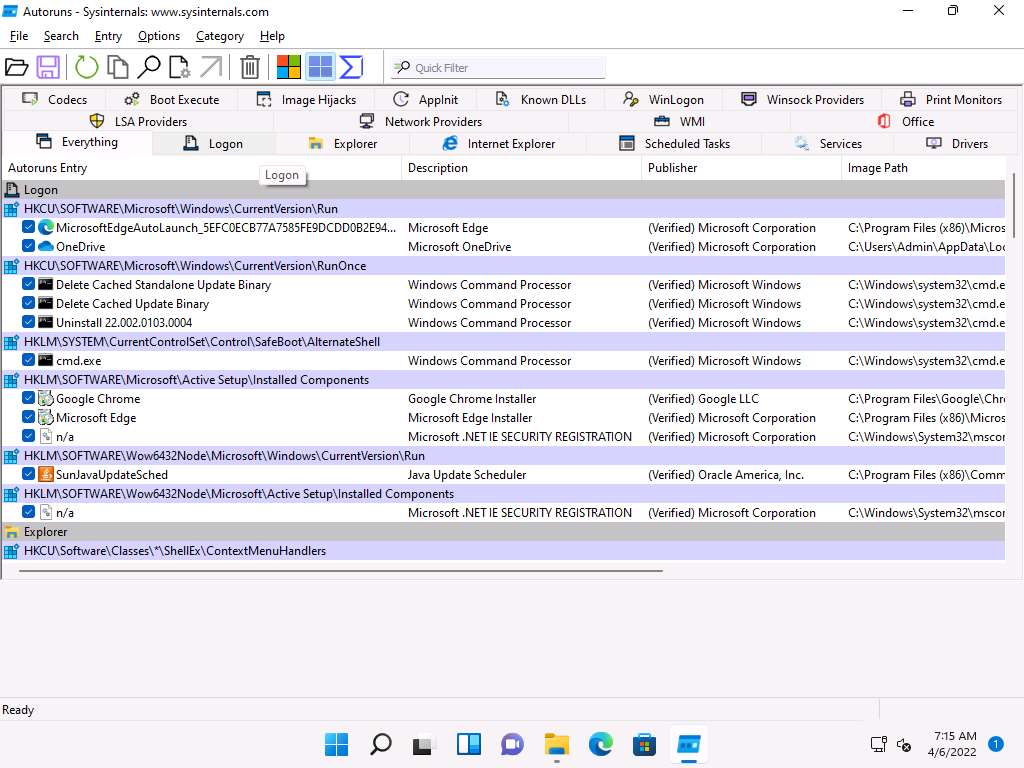 Autoruns - Sysinternals: www.sysinternals.com
File Search Entry Options Category Help
Quick Filter
Codecs Boot Execute Image Hijacks AppInit Known DLLs WinLogon Winsock Providers Print Monitors
LSA Providers Network Providers WMI Office
Everything Logon Explorer Internet Explorer Scheduled Tasks Services Drivers
Autoruns Entry Description Publisher Image Path
Logon
Logon
HKCU\SOFTWARE\Microsoft\Windows\CurrentVersion\Run
MicrosoftEdgeAutoLaunch_5EFC0ECB77A7585FE9DCDD0B2E94... Microsoft Edge (Verified) Microsoft Corporation C:\Program Files (x86)\Micros
OneDrive Microsoft OneDrive (Verified) Microsoft Corporation C:\Users\Admin\AppData\Loc
HKCU\SOFTWARE\Microsoft\Windows\CurrentVersion\RunOnce
Delete Cached Standalone Update Binary Windows Command Processor (Verified) Microsoft Windows C:\Windows\system32\cmd.e
Delete Cached Update Binary Windows Command Processor (Verified) Microsoft Windows C:\Windows\system32\cmd.e
Uninstall 22.002.0103.0004 Windows Command Processor (Verified) Microsoft Windows C:\Windows\system32\cmd.e
HKLM\SYSTEM\CurrentControlSet\Control\SafeBoot\AlternateShell
cmd.exe Windows Command Processor (Verified) Microsoft Windows C:\Windows\system32\cmd.e
HKLM\SOFTWARE\Microsoft\Active Setup\Installed Components
Google Chrome Google Chrome Installer (Verified) Google LLC C:\Program Files\Google\Chr
Microsoft Edge Microsoft Edge Installer (Verified) Microsoft Corporation C:\Program Files (x86)\Micros
n/a Microsoft .NET IE SECURITY REGISTRATION (Verified) Microsoft Corporation C:\Windows\System32\mscor
HKLM\SOFTWARE\Wow6432Node\Microsoft\Windows\CurrentVersion\Run
SunJavaUpdateSched Java Update Scheduler (Verified) Oracle America, Inc. C:\Program Files (x86)\Comm
HKLM\SOFTWARE\Wow6432Node\Microsoft\Active Setup\Installed Components
n/a Microsoft .NET IE SECURITY REGISTRATION (Verified) Microsoft Corporation C:\Windows\System32\mscor
Explorer
HKCU\Software\Classes\*\ShellEx\ContextMenuHandlers
Ready
7:15 AM
4/6/2022
1